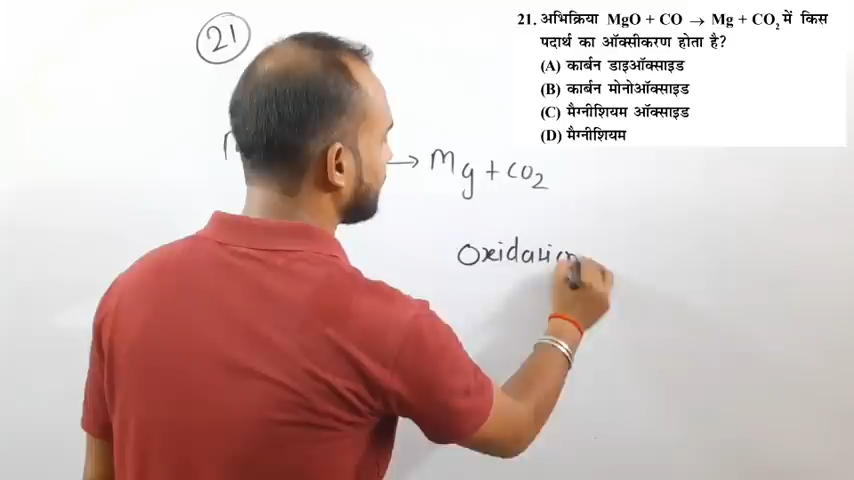 21. अभिक्रिया MgO + CO → Mg + CO₂ में किस
पदार्थ का ऑक्सीकरण होता है?
(A) कार्बन डाइऑक्साइड
(B) कार्बन मोनोऑक्साइड
(C) मैग्नीशियम ऑक्साइड
(D) मैग्नीशियम
21
→ Mg + CO₂
Oxidation